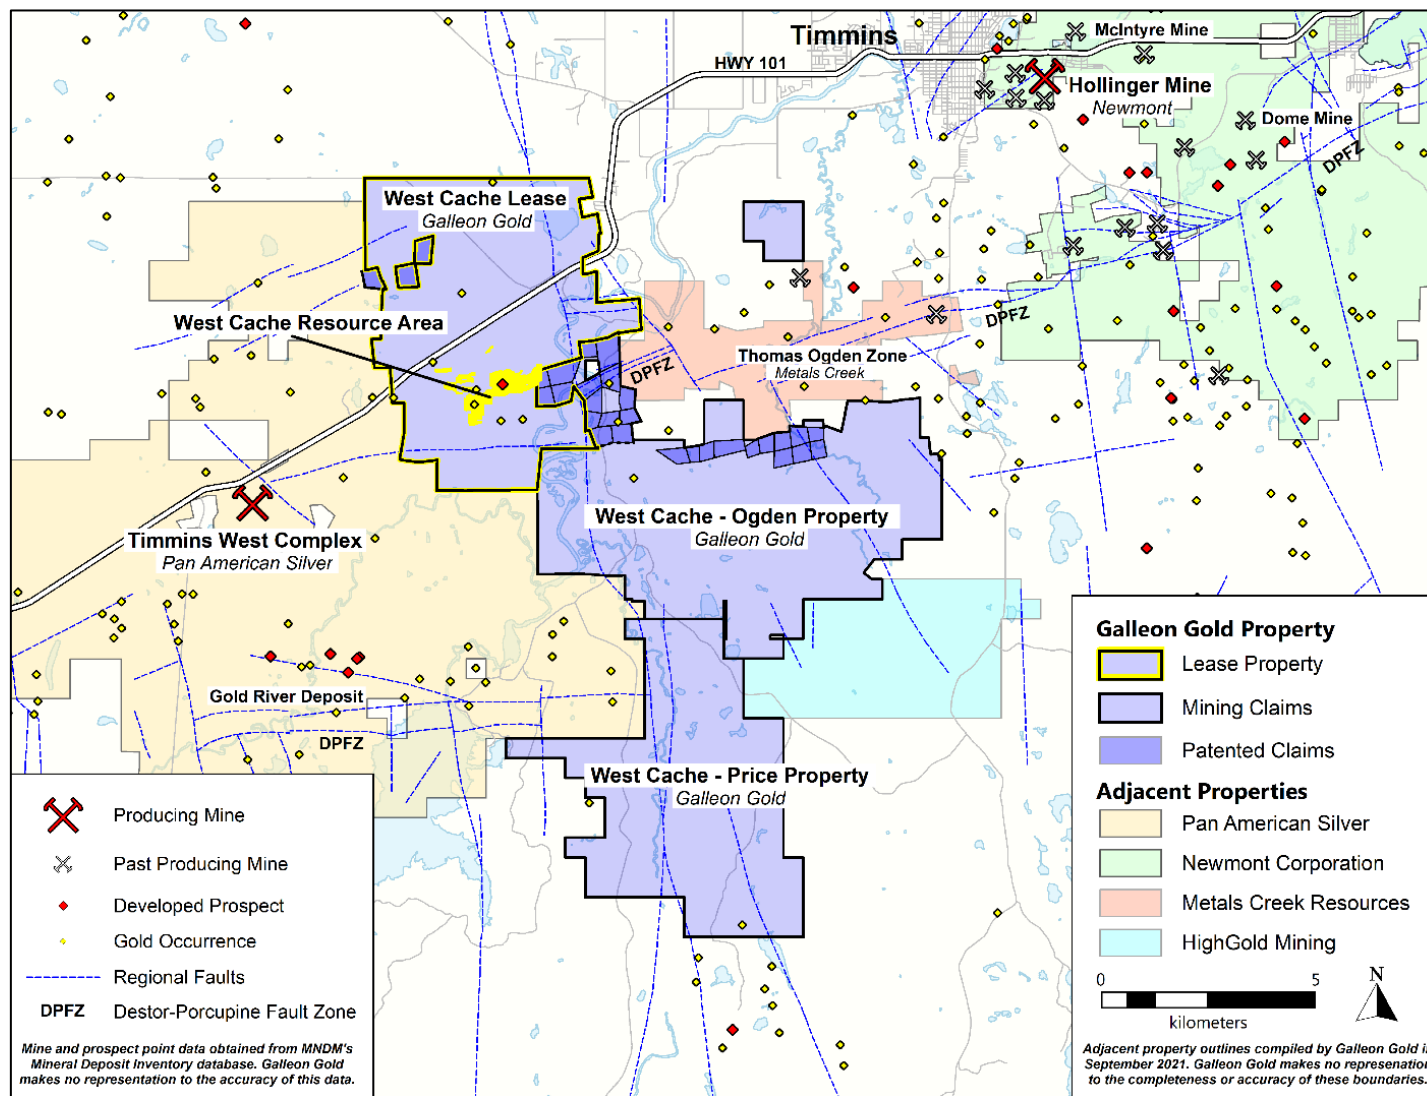 Timmins
McIntyre Mine
HWY 101
Hollinger Mine
Newmont
Dome Mine
DPFZ
West Cache Lease
Galleon Gold
West Cache Resource Area
DPFZ
Thomas Ogden Zone
Metals Creek
DPFZ
West Cache - Ogden Property
Galleon Gold
Timmins West Complex
Pan American Silver
Gold River Deposit
DPFZ
West Cache - Price Property
Galleon Gold
Producing Mine
Past Producing Mine
Developed Prospect
Gold Occurrence
Regional Faults
DPFZ Destor-Porcupine Fault Zone
Mine and prospect point data obtained from MNDM's
Mineral Deposit Inventory database. Galleon Gold
makes no representation to the accuracy of this data.
Galleon Gold Property
Lease Property
Mining Claims
Patented Claims
Adjacent Properties
Pan American Silver
Newmont Corporation
Metals Creek Resources
HighGold Mining
0 5
kilometers
N
Adjacent property outlines compiled by Galleon Gold i
September 2021. Galleon Gold makes no represenation
to the completeness or accuracy of these boundaries.